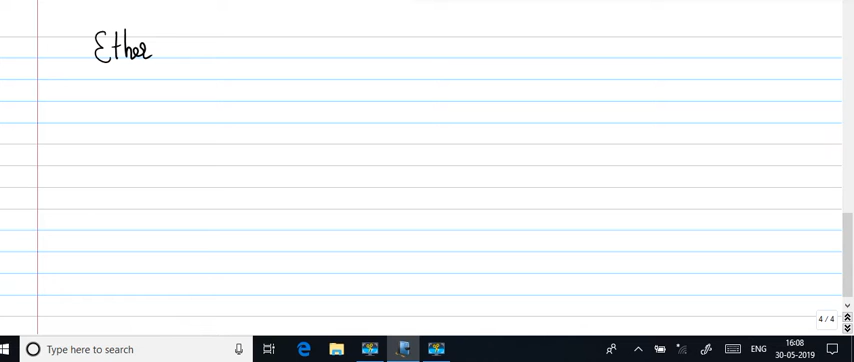 Ether
4 / 4
Type here to search
ENG
16:08
30-05-2019